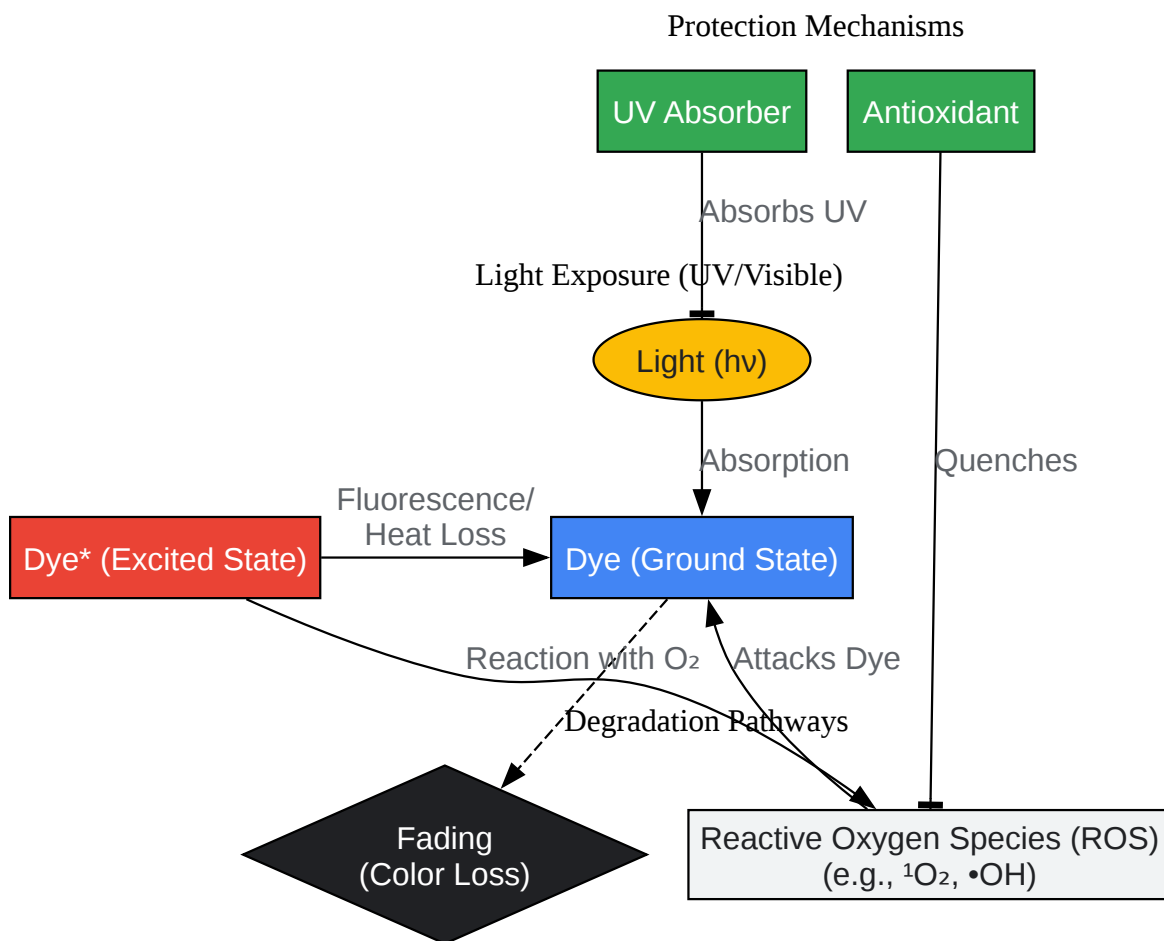 Protection Mechanisms
UV Absorber
Antioxidant
Absorbs UV
Light Exposure (UV/Visible)
Light (hν)
Absorption
Quenches
Fluorescence/
Heat Loss
Dye* (Excited State)
Dye (Ground State)
Reaction with O₂
Attacks Dye
Degradation Pathways
Fading
(Color Loss)
Reactive Oxygen Species (ROS)
(e.g., ¹O₂, •OH)